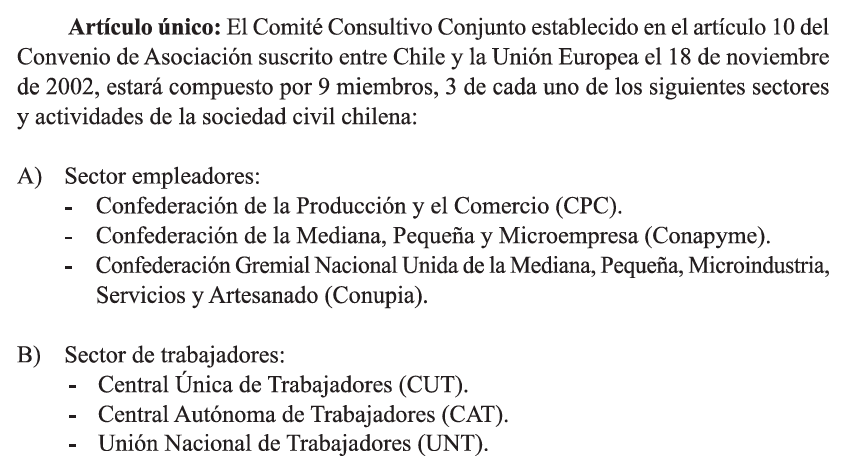 Artículo único: El Comité Consultivo Conjunto establecido en el artículo 10 del
Convenio de Asociación suscrito entre Chile y la Unión Europea el 18 de noviembre
de 2002, estará compuesto por 9 miembros, 3 de cada uno de los siguientes sectores
y actividades de la sociedad civil chilena:
A) Sector empleadores:
- Confederación de la Producción y el Comercio (CPC).
- Confederación de la Mediana, Pequeña y Microempresa (Conapyme).
- Confederación Gremial Nacional Unida de la Mediana, Pequeña, Microindustria,
Servicios y Artesanado (Conupia).
B) Sector de trabajadores:
- Central Única de Trabajadores (CUT).
- Central Autónoma de Trabajadores (CAT).
- Unión Nacional de Trabajadores (UNT).